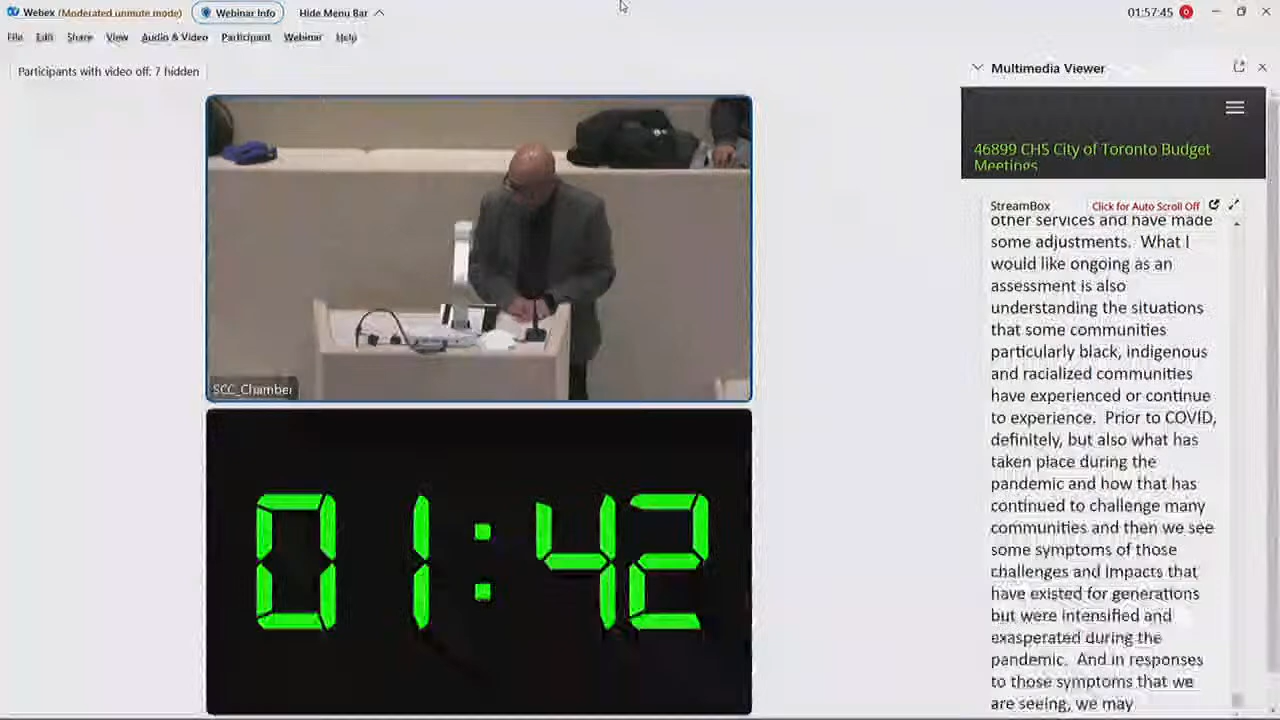 Webex (Moderated unmute mode) Webinar Info Hide Menu Bar 01:57:45
File Edit Share View Audio & Video Participant Webinar Help
Participants with video off: 7 hidden
Multimedia Viewer
46899 CHS City of Toronto Budget
Meetings
StreamBox Click for Auto Scroll Off
other services and have made
some adjustments. What I
would like ongoing as an
assessment is also
understanding the situations
that some communities
particularly black, indigenous
and racialized communities
have experienced or continue
to experience. Prior to COVID,
definitely, but also what has
taken place during the
pandemic and how that has
continued to challenge many
communities and then we see
some symptoms of those
challenges and impacts that
have existed for generations
but were intensified and
exasperated during the
pandemic. And in responses
to those symptoms that we
are seeing, we may
SCC_Chamber
01:42